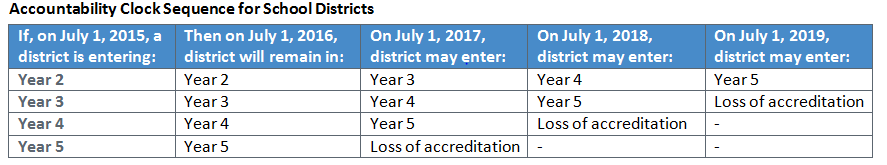 Accountability Clock Sequence for School Districts
If, on July 1, 2015, a district is entering: Then on July 1, 2016, district will remain in: On July 1, 2017, district may enter: On July 1, 2018, district may enter: On July 1, 2019, district may enter:
Year 2 Year 2 Year 3 Year 4 Year 5
Year 3 Year 3 Year 4 Year 5 Loss of accreditation
Year 4 Year 4 Year 5 Loss of accreditation -
Year 5 Year 5 Loss of accreditation - -